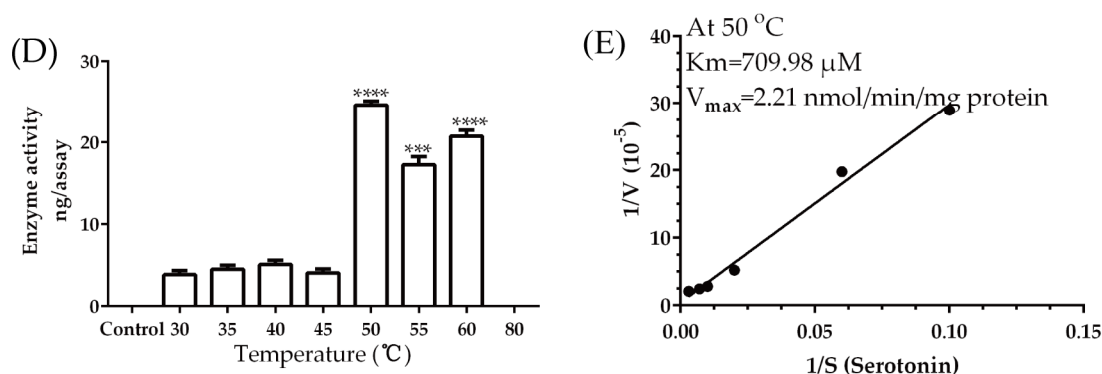 (D)
30
20
10
0
Enzyme activity
ng/assay
****
***
****
Control 30 35 40 45 50 55 60 80
Temperature (℃)
(E)
At 50 °C
Km=709.98 μM
Vmax=2.21 nmol/min/mg protein
40
30
20
10
0
1/V (10-5)
0.00 0.05 0.10 0.15
1/S (Serotonin)